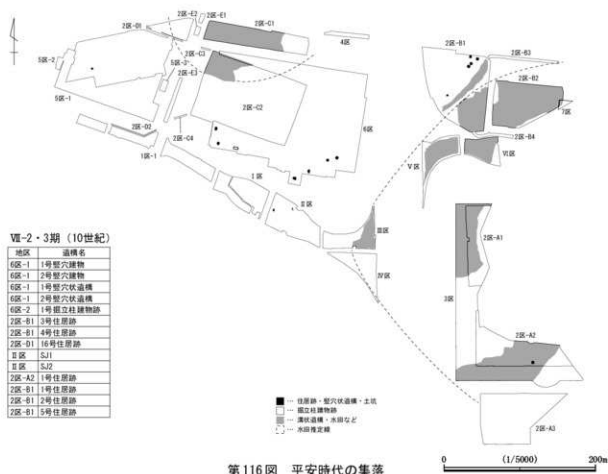 2区-E2
2区-E1
2区-D1
2区-C1
4区
2区-C3
5区-3
2区-E3
5区-2
5区-1
2区-C2
6区
2区-D2
2区-C4
1区-1
Ⅰ区
Ⅱ区
Ⅲ区
Ⅳ区
2区-B1
2区-B3
2区-B2
7区
2区-B4
Ⅴ区
Ⅵ区
2区-A1
3区
2区-A2
2区-A3
Ⅶ-2・3期(10世紀)
地区 遺構名
6区-1 1号竪穴建物
6区-1 2号竪穴建物
6区-1 1号竪穴状遺構
6区-1 2号竪穴状遺構
6区-2 1号掘立柱建物跡
2区-B1 3号住居跡
2区-B1 4号住居跡
2区-D1 16号住居跡
Ⅱ区 SJ1
Ⅱ区 SJ2
2区-A2 1号住居跡
2区-B1 1号住居跡
2区-B1 2号住居跡
2区-B1 5号住居跡
… 住居跡・竪穴状遺構・土坑
… 掘立柱建物跡
… 溝状遺構・水田など
… 水田推定線
0 (1/5000) 200m
第116図 平安時代の集落